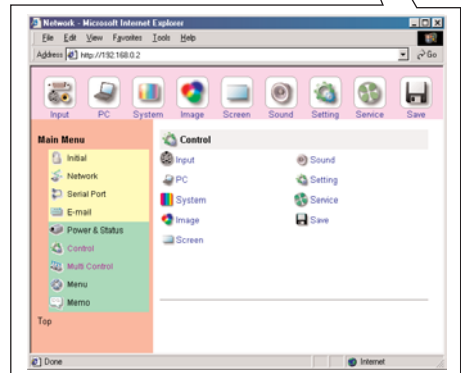 Network - Microsoft Internet Explorer
File Edit View Favorites Tools Help
Address http://192.168.0.2 Go
Input PC System Image Screen Sound Setting Service Save
Main Menu
Initial
Network
Serial Port
E-mail
Power & Status
Control
Multi Control
Menu
Memo
Top
Control
Input Sound
PC Setting
System Service
Image Save
Screen
Done Internet